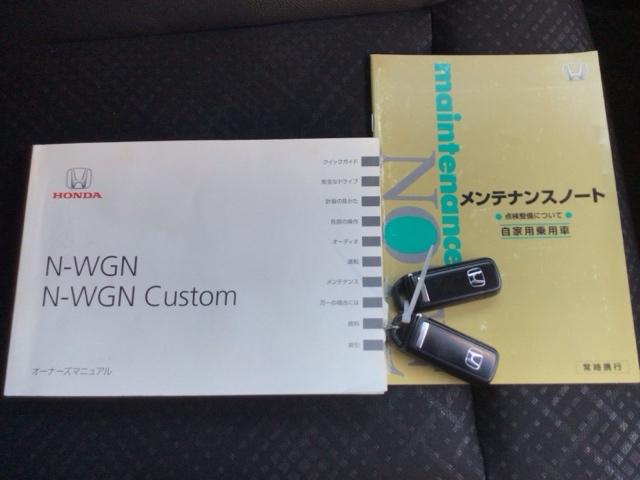 HONDA
N-WGN
N-WGN Custom
オーナーズマニュアル
クイックガイド
安全なドライブ
計器の見かた
各部の操作
オーディオ
運転
メンテナンス
万一の場合には
資料
索引
maintenance
メンテナンスノート
点検整備について
自家用乗用車
常時携行